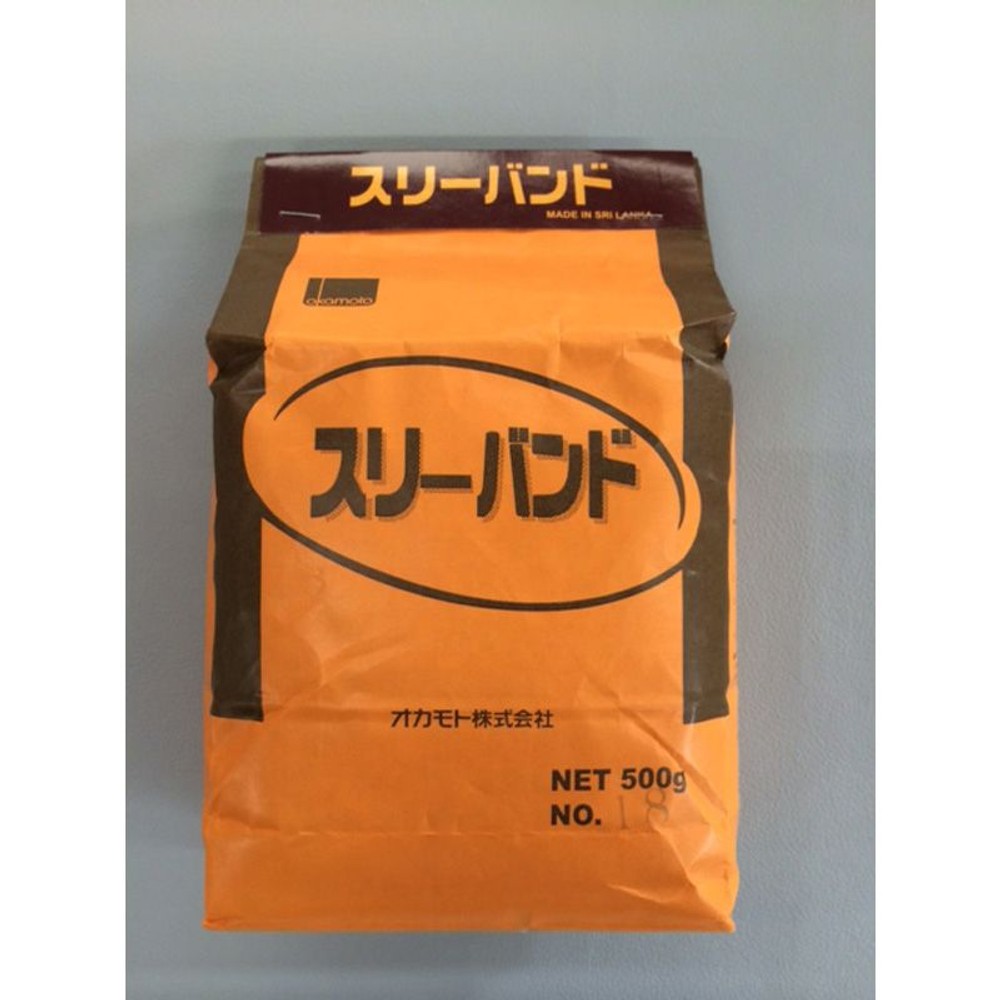 スリーバンド
MADE IN SRI LANKA
okamoto
スリーバンド
オカモト株式会社
NET 500g
NO. 18